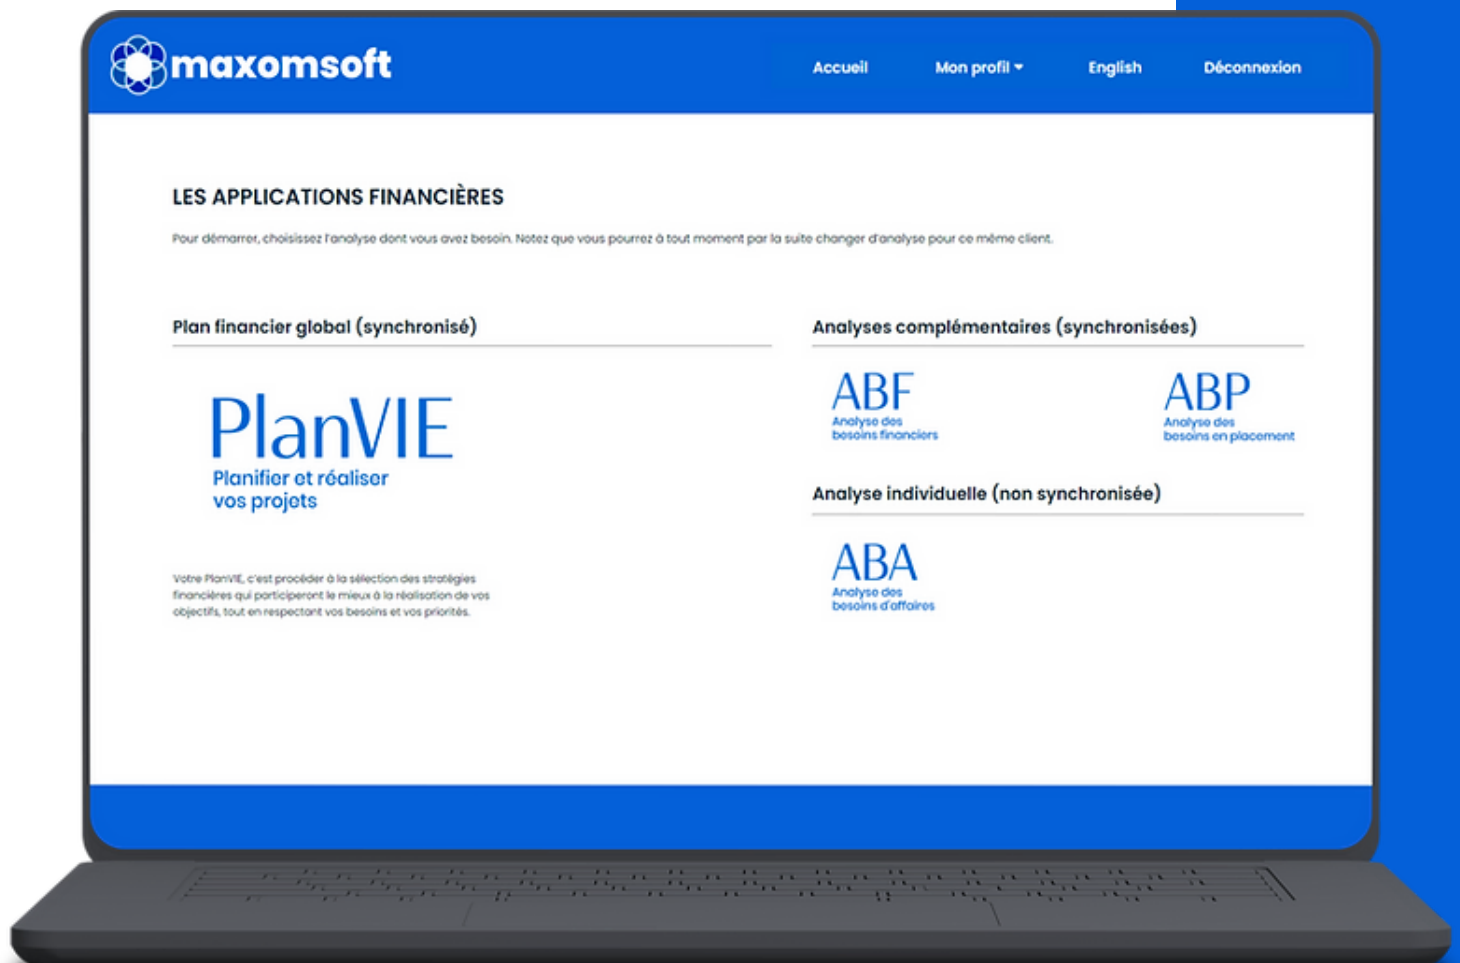 maxomsoft
Accueil
Mon profil
English
Déconnexion
LES APPLICATIONS FINANCIÈRES
Pour démarrer, choisissez l'analyse dont vous avez besoin. Notez que vous pourrez à tout moment par la suite changer d'analyse pour ce même client.
Plan financier global (synchronisé)
PlanVIE
Planifier et réaliser
vos projets
Votre PlanVIE, c'est procéder à la sélection des stratégies
financières qui participeront le mieux à la réalisation de vos
objectifs, tout en respectant vos besoins et vos priorités.
Analyses complémentaires (synchronisées)
ABF
Analyse des
besoins financiers
ABP
Analyse des
besoins en placement
Analyse individuelle (non synchronisée)
ABA
Analyse des
besoins d'affaires